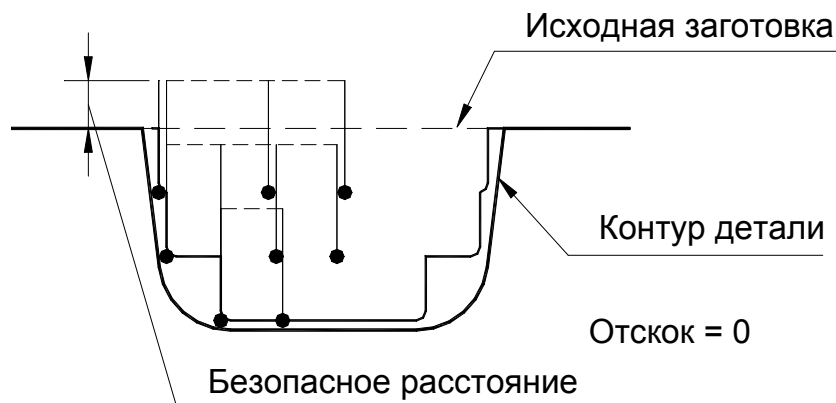 Исходная заготовка
Контур детали
Отскок = 0
Безопасное расстояние